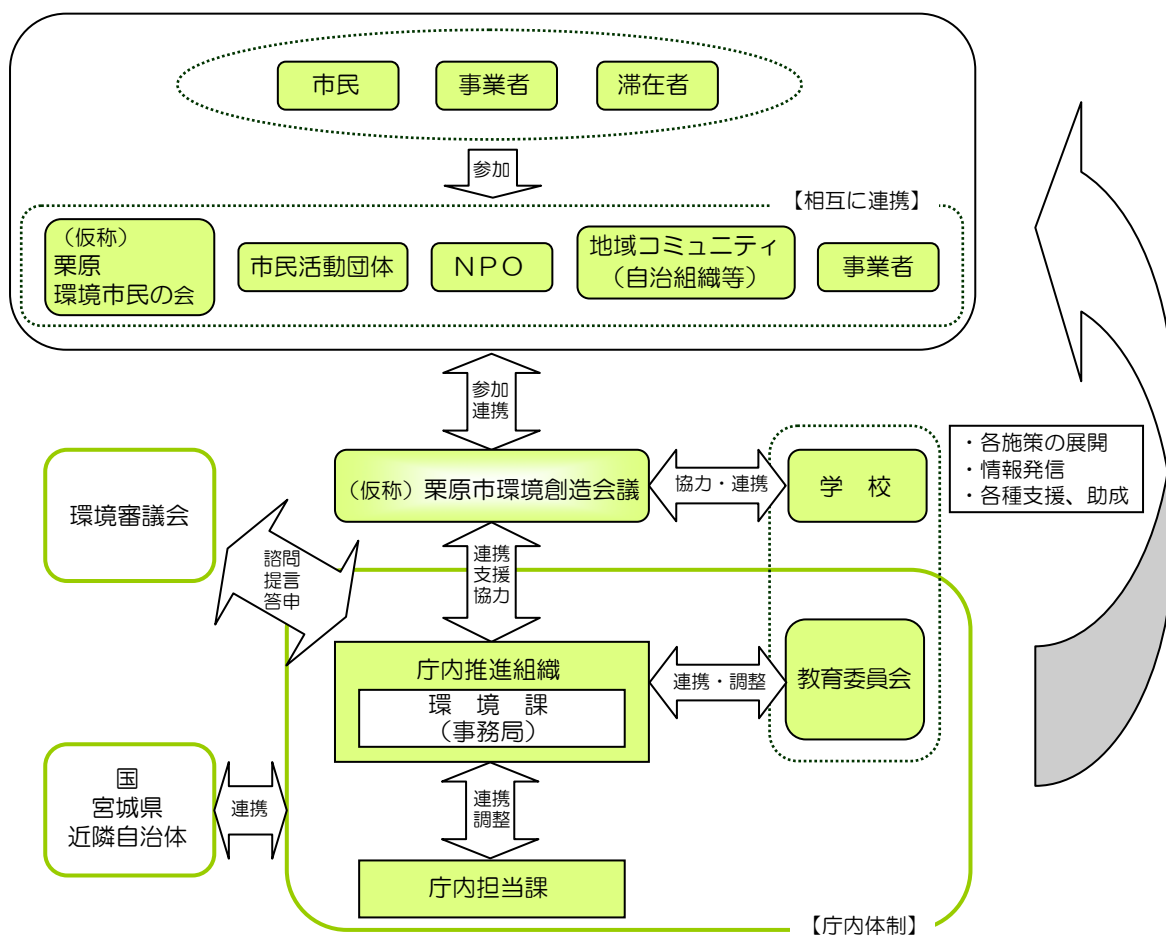 市民
事業者
滞在者
参加
【相互に連携】
（仮称）
栗原
環境市民の会
市民活動団体
ＮＰＯ
地域コミュニティ
（自治組織等）
事業者
参加
連携
・各施策の展開
・情報発信
・各種支援、助成
環境審議会
（仮称）栗原市環境創造会議
協力・連携
学　校
諮問
提言
答申
連携
支援
協力
庁内推進組織
環　境　課
（事務局）
連携・調整
教育委員会
国
宮城県
近隣自治体
連携
連携
調整
庁内担当課
【庁内体制】